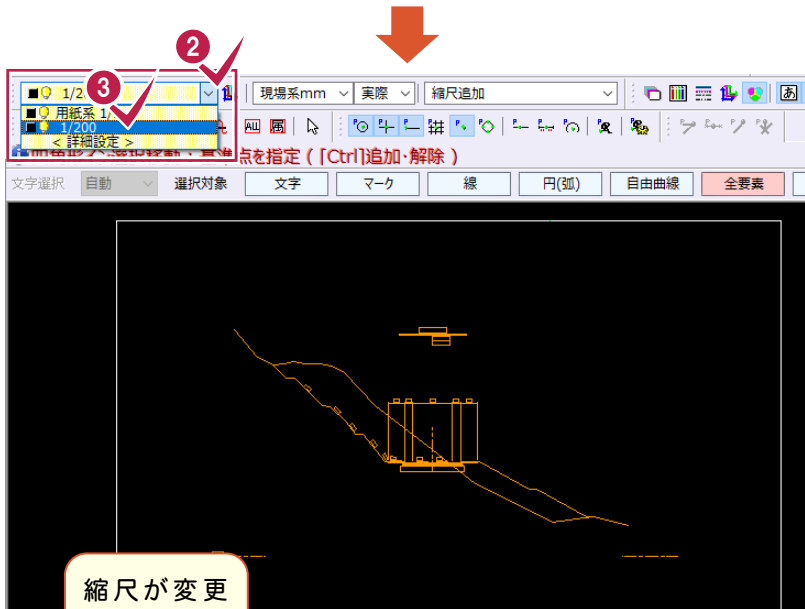 2
3
1/2
現場系mm 実際 縮尺追加 あ
用紙系 1/
1/200
< 詳細設定 >
ALL 属
点を指定 ( [Ctrl]追加・解除 )
文字選択 自動 選択対象 文字 マーク 線 円(弧) 自由曲線 全要素
縮尺が変更